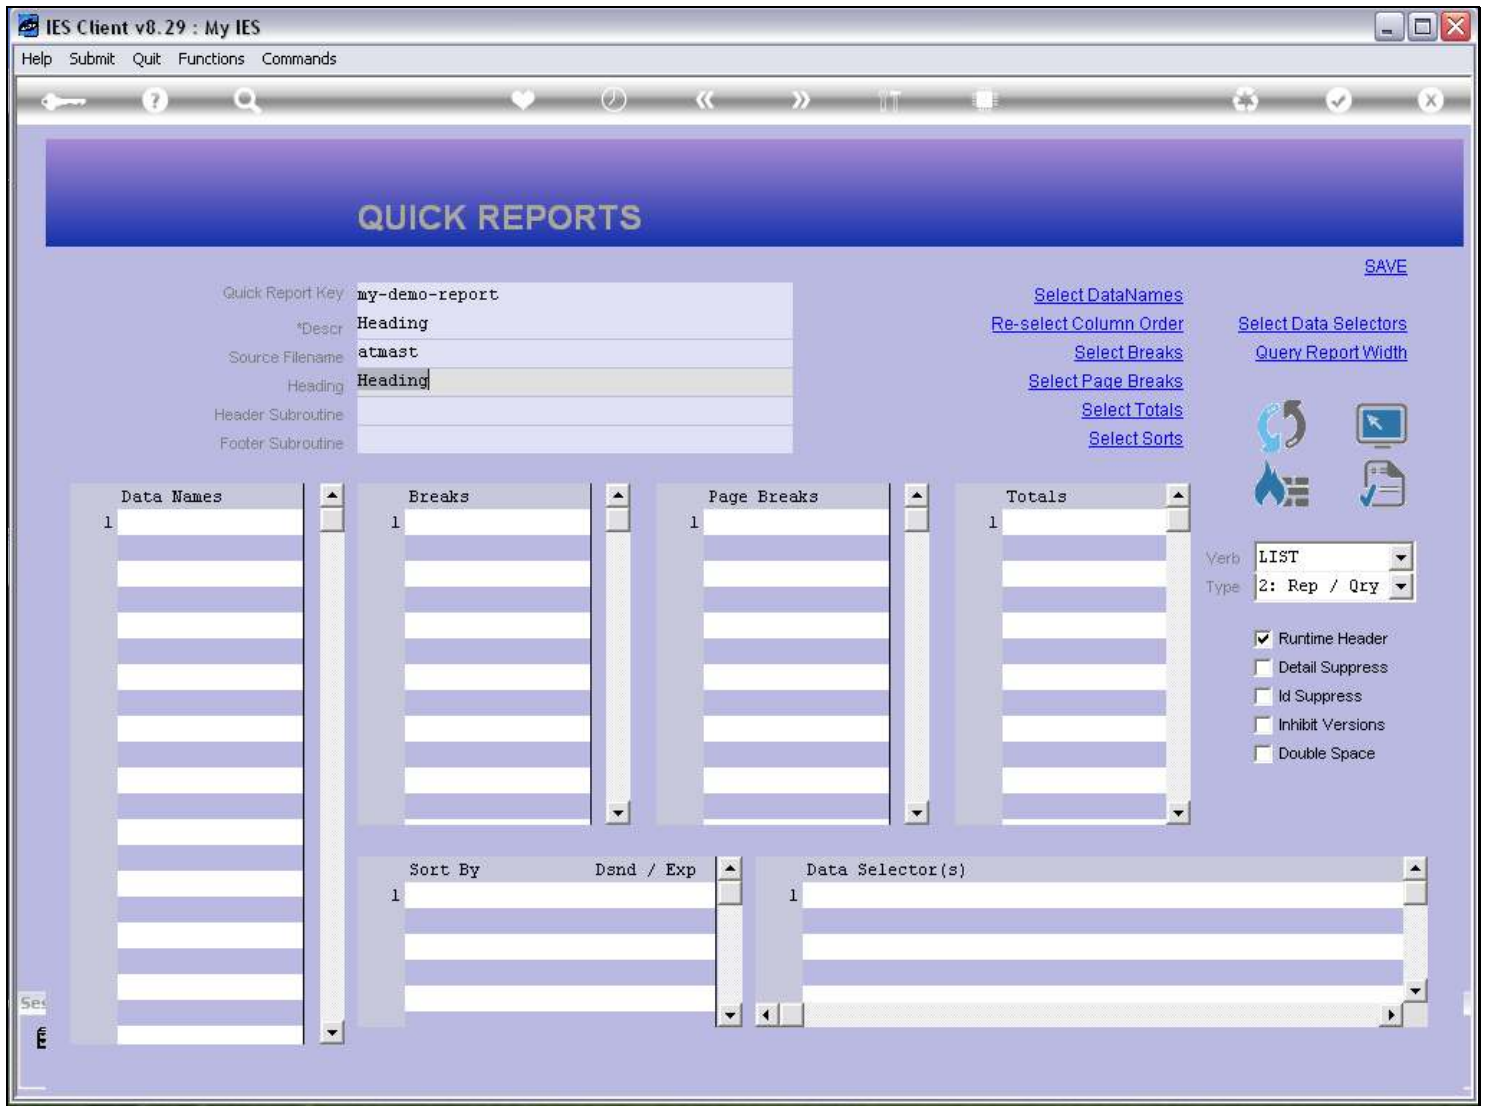 IES Client v8.29 : My IES
Help Submit Quit Functions Commands
QUICK REPORTS
SAVE
Quick Report Key my-demo-report Select DataNames
*Descr Heading Re-select Column Order Select Data Selectors
Source Filename atmast Select Breaks Query Report Width
Heading Heading Select Page Breaks
Header Subroutine Select Totals
Footer Subroutine Select Sorts
Data Names Breaks Page Breaks Totals
1 1 1 1
Verb LIST
Type 2: Rep / Qry
Runtime Header
Detail Suppress
Id Suppress
Inhibit Versions
Double Space
Sort By Dsnd / Exp Data Selector(s)
1 1